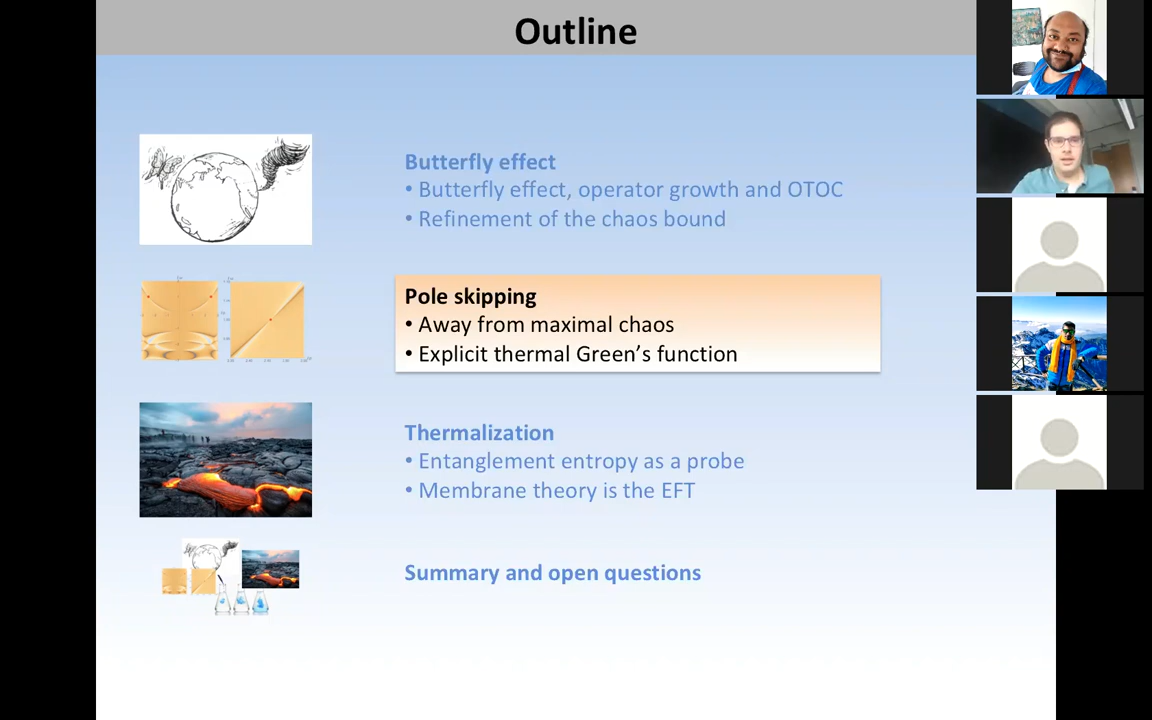 Outline
Butterfly effect
• Butterfly effect, operator growth and OTOC
• Refinement of the chaos bound
Pole skipping
• Away from maximal chaos
• Explicit thermal Green's function
Thermalization
• Entanglement entropy as a probe
• Membrane theory is the EFT
Summary and open questions